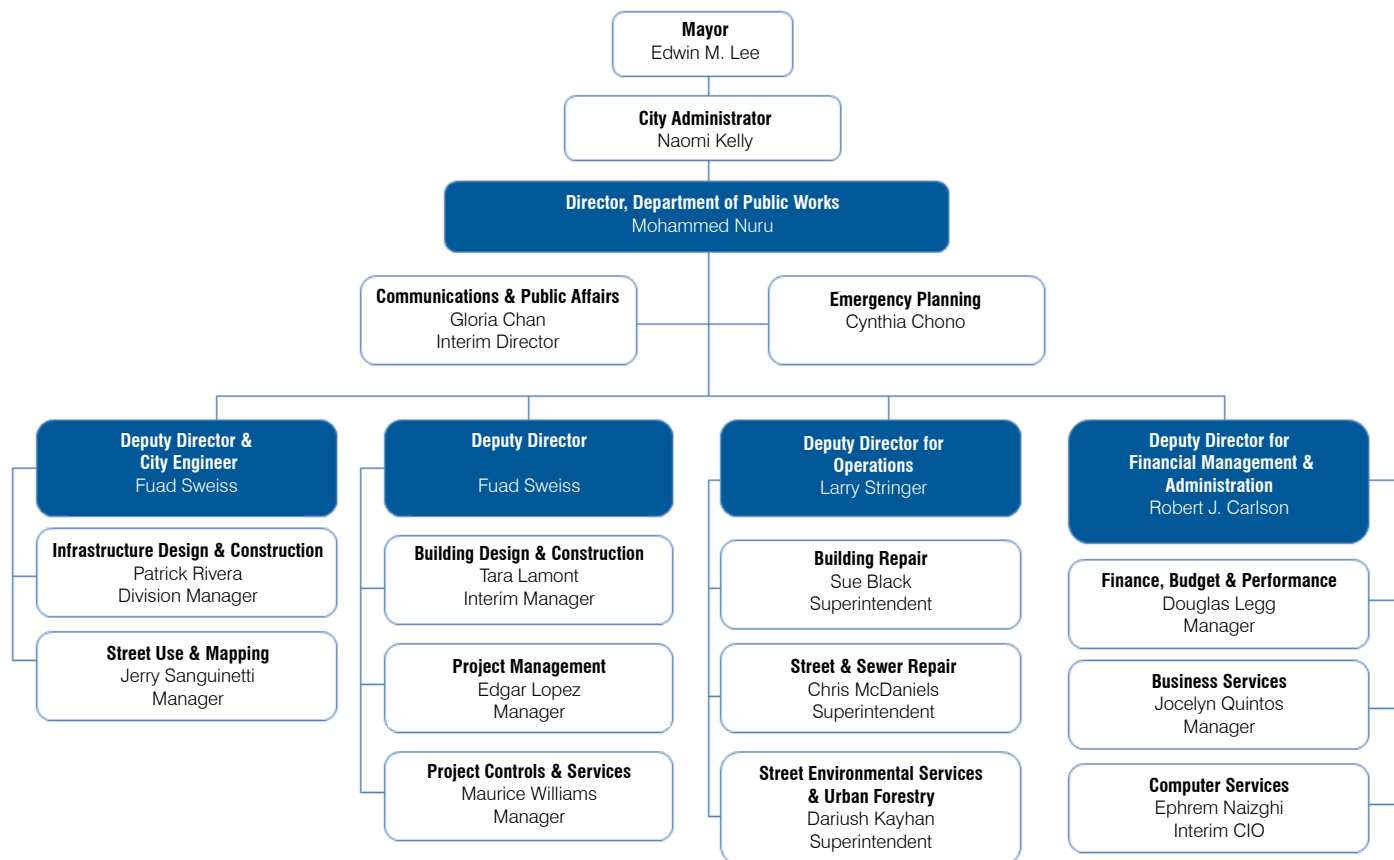 Mayor
Edwin M. Lee
City Administrator
Naomi Kelly
Director, Department of Public Works
Mohammed Nuru
Communications & Public Affairs
Gloria Chan
Interim Director
Emergency Planning
Cynthia Chono
Deputy Director &
City Engineer
Fuad Sweiss
Infrastructure Design & Construction
Patrick Rivera
Division Manager
Street Use & Mapping
Jerry Sanguinetti
Manager
Deputy Director
Fuad Sweiss
Building Design & Construction
Tara Lamont
Interim Manager
Project Management
Edgar Lopez
Manager
Project Controls & Services
Maurice Williams
Manager
Deputy Director for
Operations
Larry Stringer
Building Repair
Sue Black
Superintendent
Street & Sewer Repair
Chris McDaniels
Superintendent
Street Environmental Services
& Urban Forestry
Dariush Kayhan
Superintendent
Deputy Director for
Financial Management &
Administration
Robert J. Carlson
Finance, Budget & Performance
Douglas Legg
Manager
Business Services
Jocelyn Quintos
Manager
Computer Services
Ephrem Naizghi
Interim CIO